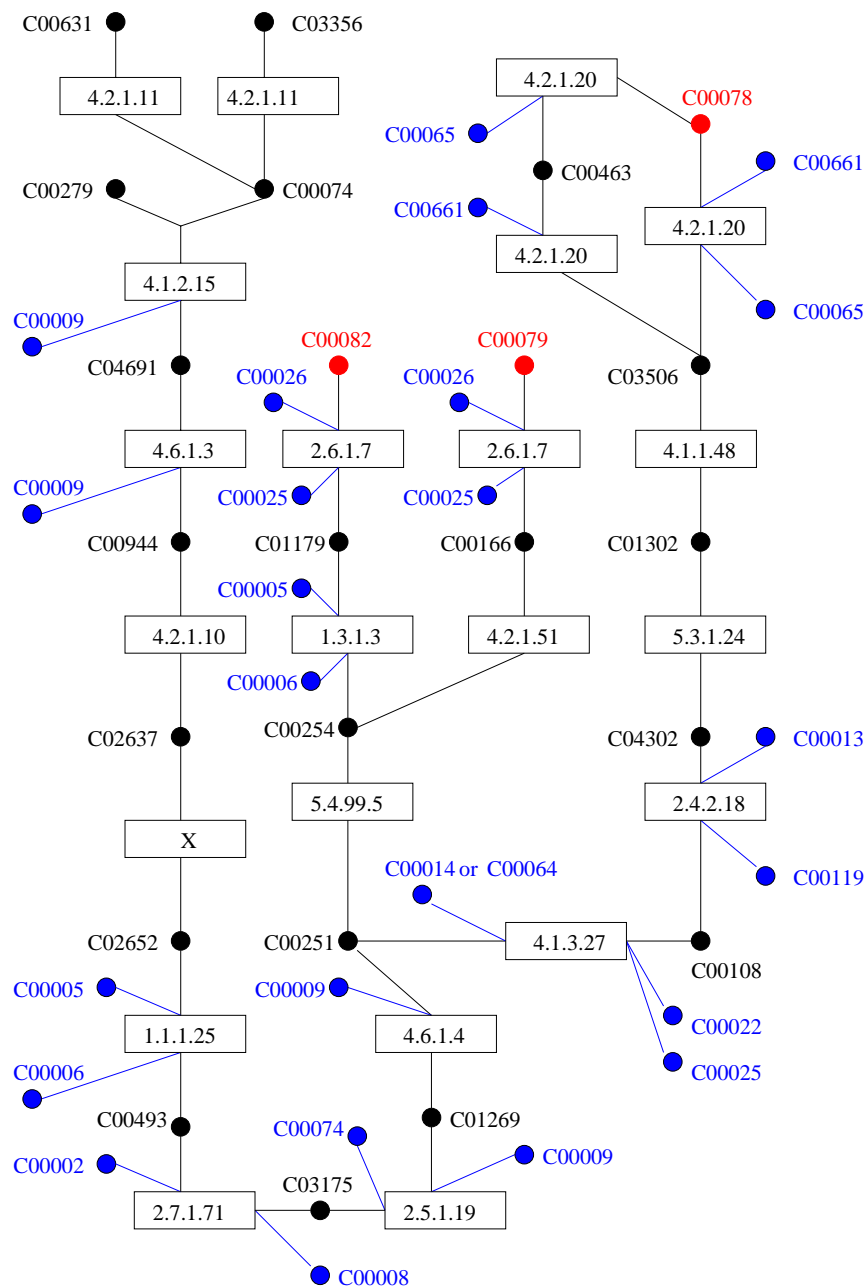 C00631
C03356
4.2.1.11
4.2.1.11
4.2.1.20
C00078
C00065
C00661
C00279
C00074
C00463
C00661
4.2.1.20
4.2.1.20
4.1.2.15
C00009
C00065
C00082
C00079
C04691
C00026
C00026
C03506
4.6.1.3
2.6.1.7
2.6.1.7
4.1.1.48
C00009
C00025
C00025
C00944
C01179
C00166
C01302
C00005
4.2.1.10
1.3.1.3
4.2.1.51
5.3.1.24
C00006
C02637
C00254
C04302
C00013
5.4.99.5
2.4.2.18
X
C00014 or C00064
C00119
C02652
C00251
4.1.3.27
C00108
C00005
C00009
C00022
1.1.1.25
4.6.1.4
C00025
C00006
C00493
C00074
C01269
C00002
C03175
C00009
2.7.1.71
2.5.1.19
C00008